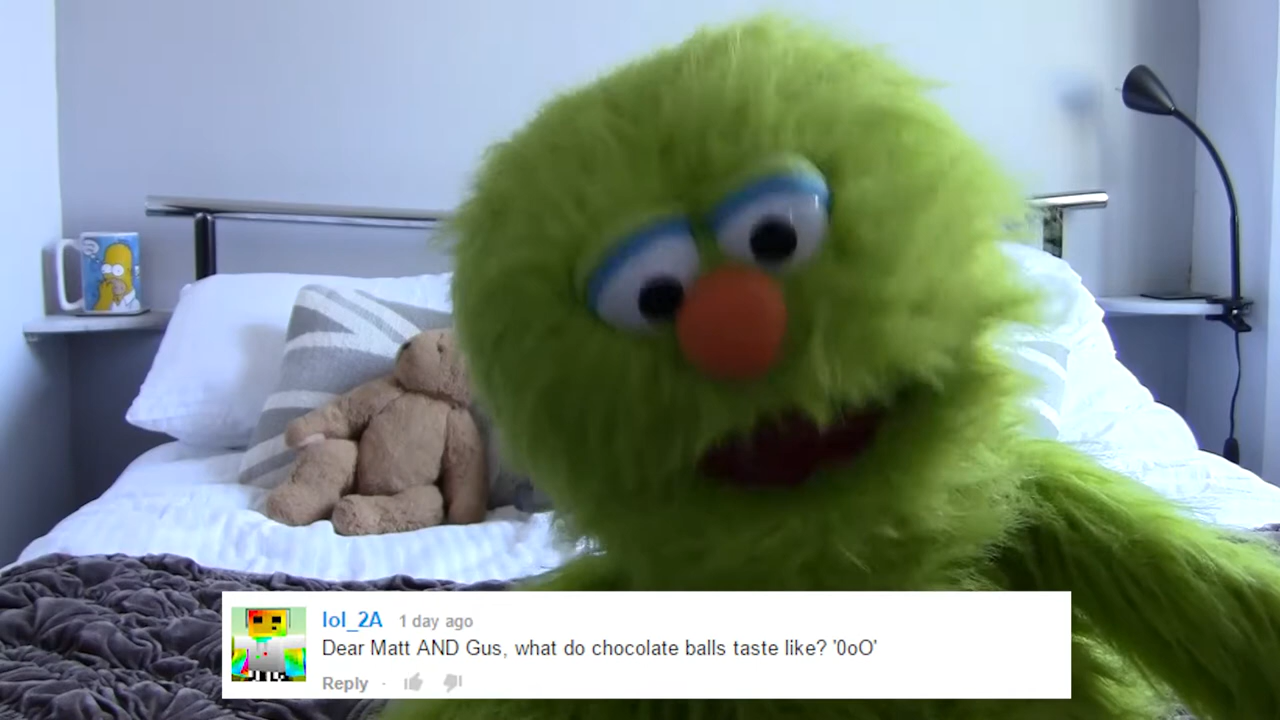 lol_2A 1 day ago
Dear Matt AND Gus, what do chocolate balls taste like? '0oO'
Reply